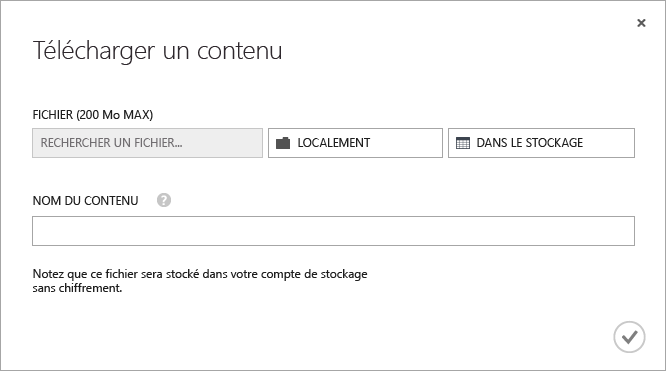 Télécharger un contenu
FICHIER (200 Mo MAX)
RECHERCHER UN FICHIER...
LOCALEMENT
DANS LE STOCKAGE
NOM DU CONTENU ?
Notez que ce fichier sera stocké dans votre compte de stockage
sans chiffrement.